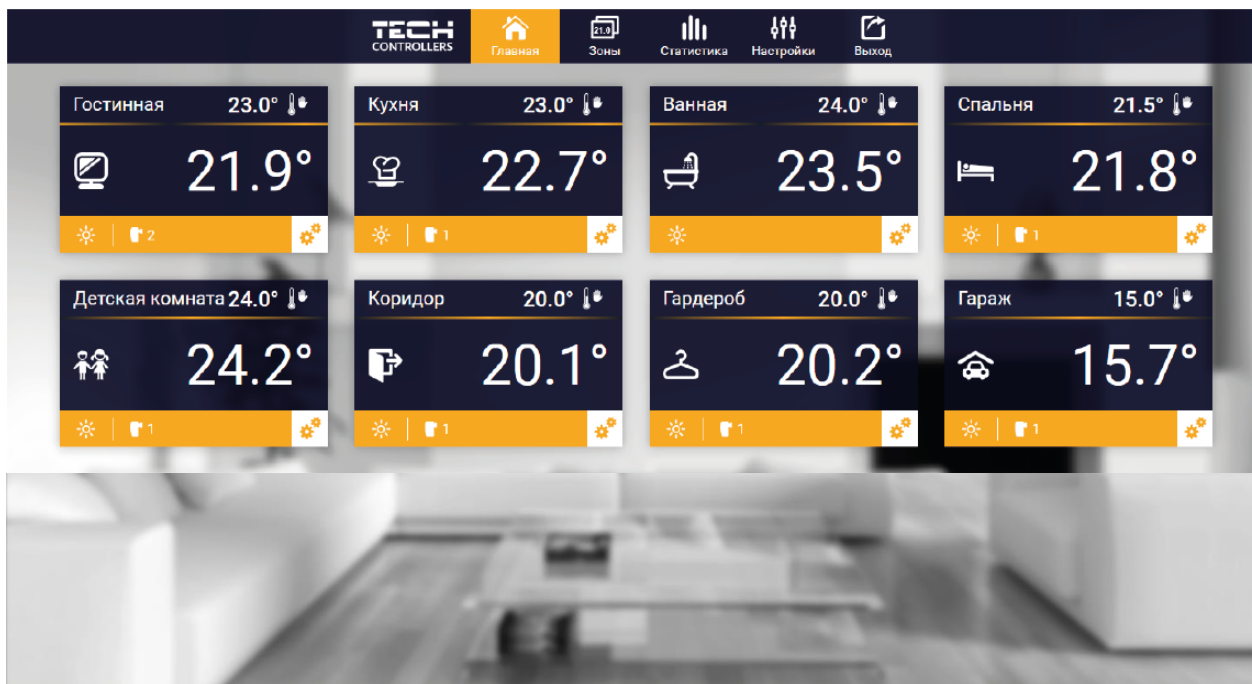 TECH
CONTROLLERS
Главная
21.0
Зоны
Статистика
Настройки
Выход
Гостинная 23.0°
21.9°
2
Кухня 23.0°
22.7°
1
Ванная 24.0°
23.5°
Спальня 21.5°
21.8°
1
Детская комната 24.0°
24.2°
1
Коридор 20.0°
20.1°
1
Гардероб 20.0°
20.2°
1
Гараж 15.0°
15.7°
1